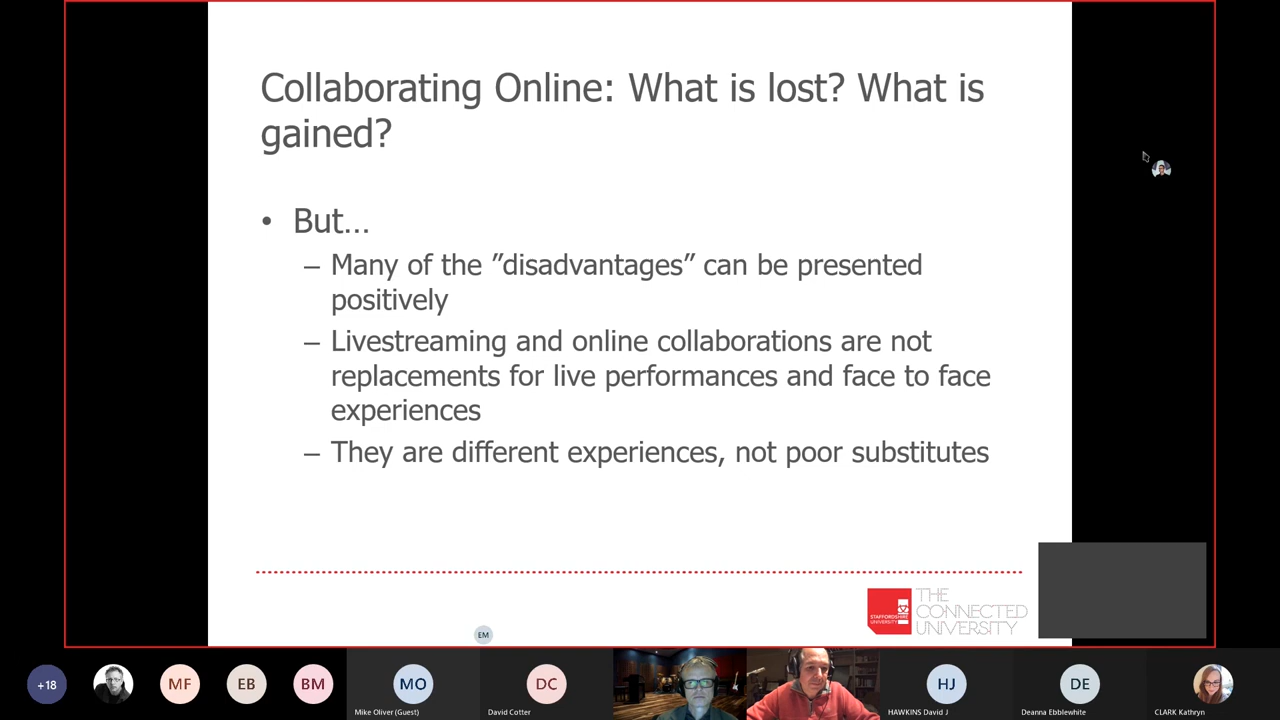 Collaborating Online: What is lost? What is
gained?
• But...
– Many of the ”disadvantages” can be presented
positively
– Livestreaming and online collaborations are not
replacements for live performances and face to face
experiences
– They are different experiences, not poor substitutes
STAFFORDSHIRE
UNIVERSITY
THE
CONNECTED
UNIVERSITY
EM
+18
MF
EB
BM
MO
DC
HJ
DE
Mike Oliver (Guest)
David Cotter
HAWKINS David J
Deanna Ebblewhite
CLARK Kathryn